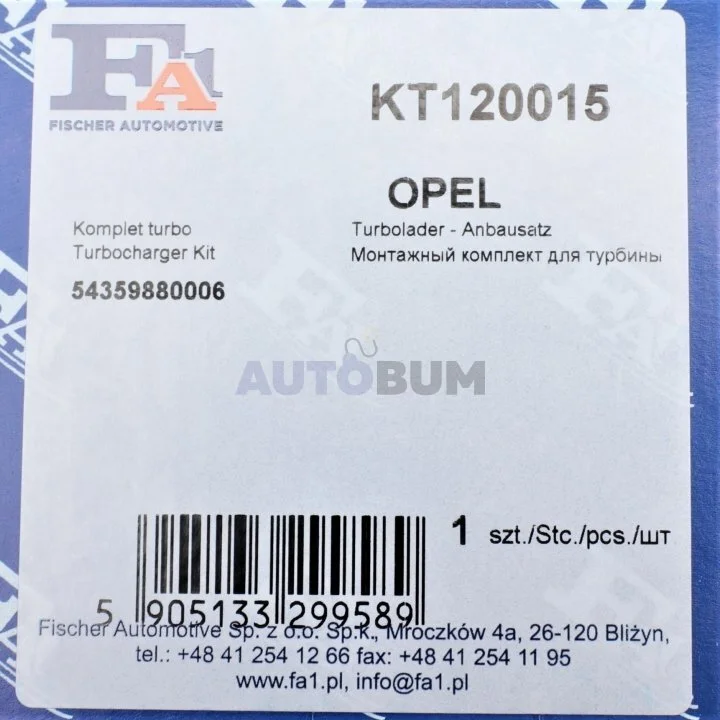 FA1
FISCHER AUTOMOTIVE
KT120015
OPEL
Komplet turbo
Turbocharger Kit
54359880006
Turbolader - Anbausatz
Монтажный комплект для турбины
AUTOBUM
1 szt./Stc./pcs./шт
5 905133 299589
Fischer Automotive Sp. z o.o. Sp.k., Mroczków 4a, 26-120 Bliżyn,
tel.: +48 41 254 12 66 fax: +48 41 254 11 95
www.fa1.pl, info@fa1.pl